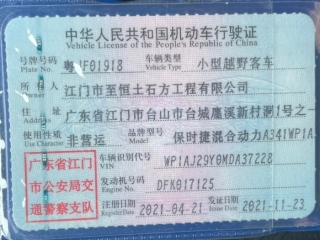 中华人民共和国机动车行驶证
Vehicle License of the People's Republic of China
号牌号码 粤JF01918 车辆类型 小型越野客车
Plate No. Vehicle Type
所有人 江门市至恒土石方工程有限公司
Owner
住址 广东省江门市台山市台城廛溪新村洞1号之一
Address
使用性质 非营运 品牌型号 保时捷混合动力A341WP1A
Use Character Model
广东省江门
市公安局交
通警察支队
车辆识别代号 WP1AJ29Y0MDA37228
VIN
发动机号码 DFK017125
Engine No.
注册日期 2021-04-21 发证日期 2021-11-23
Register Date Issue Date